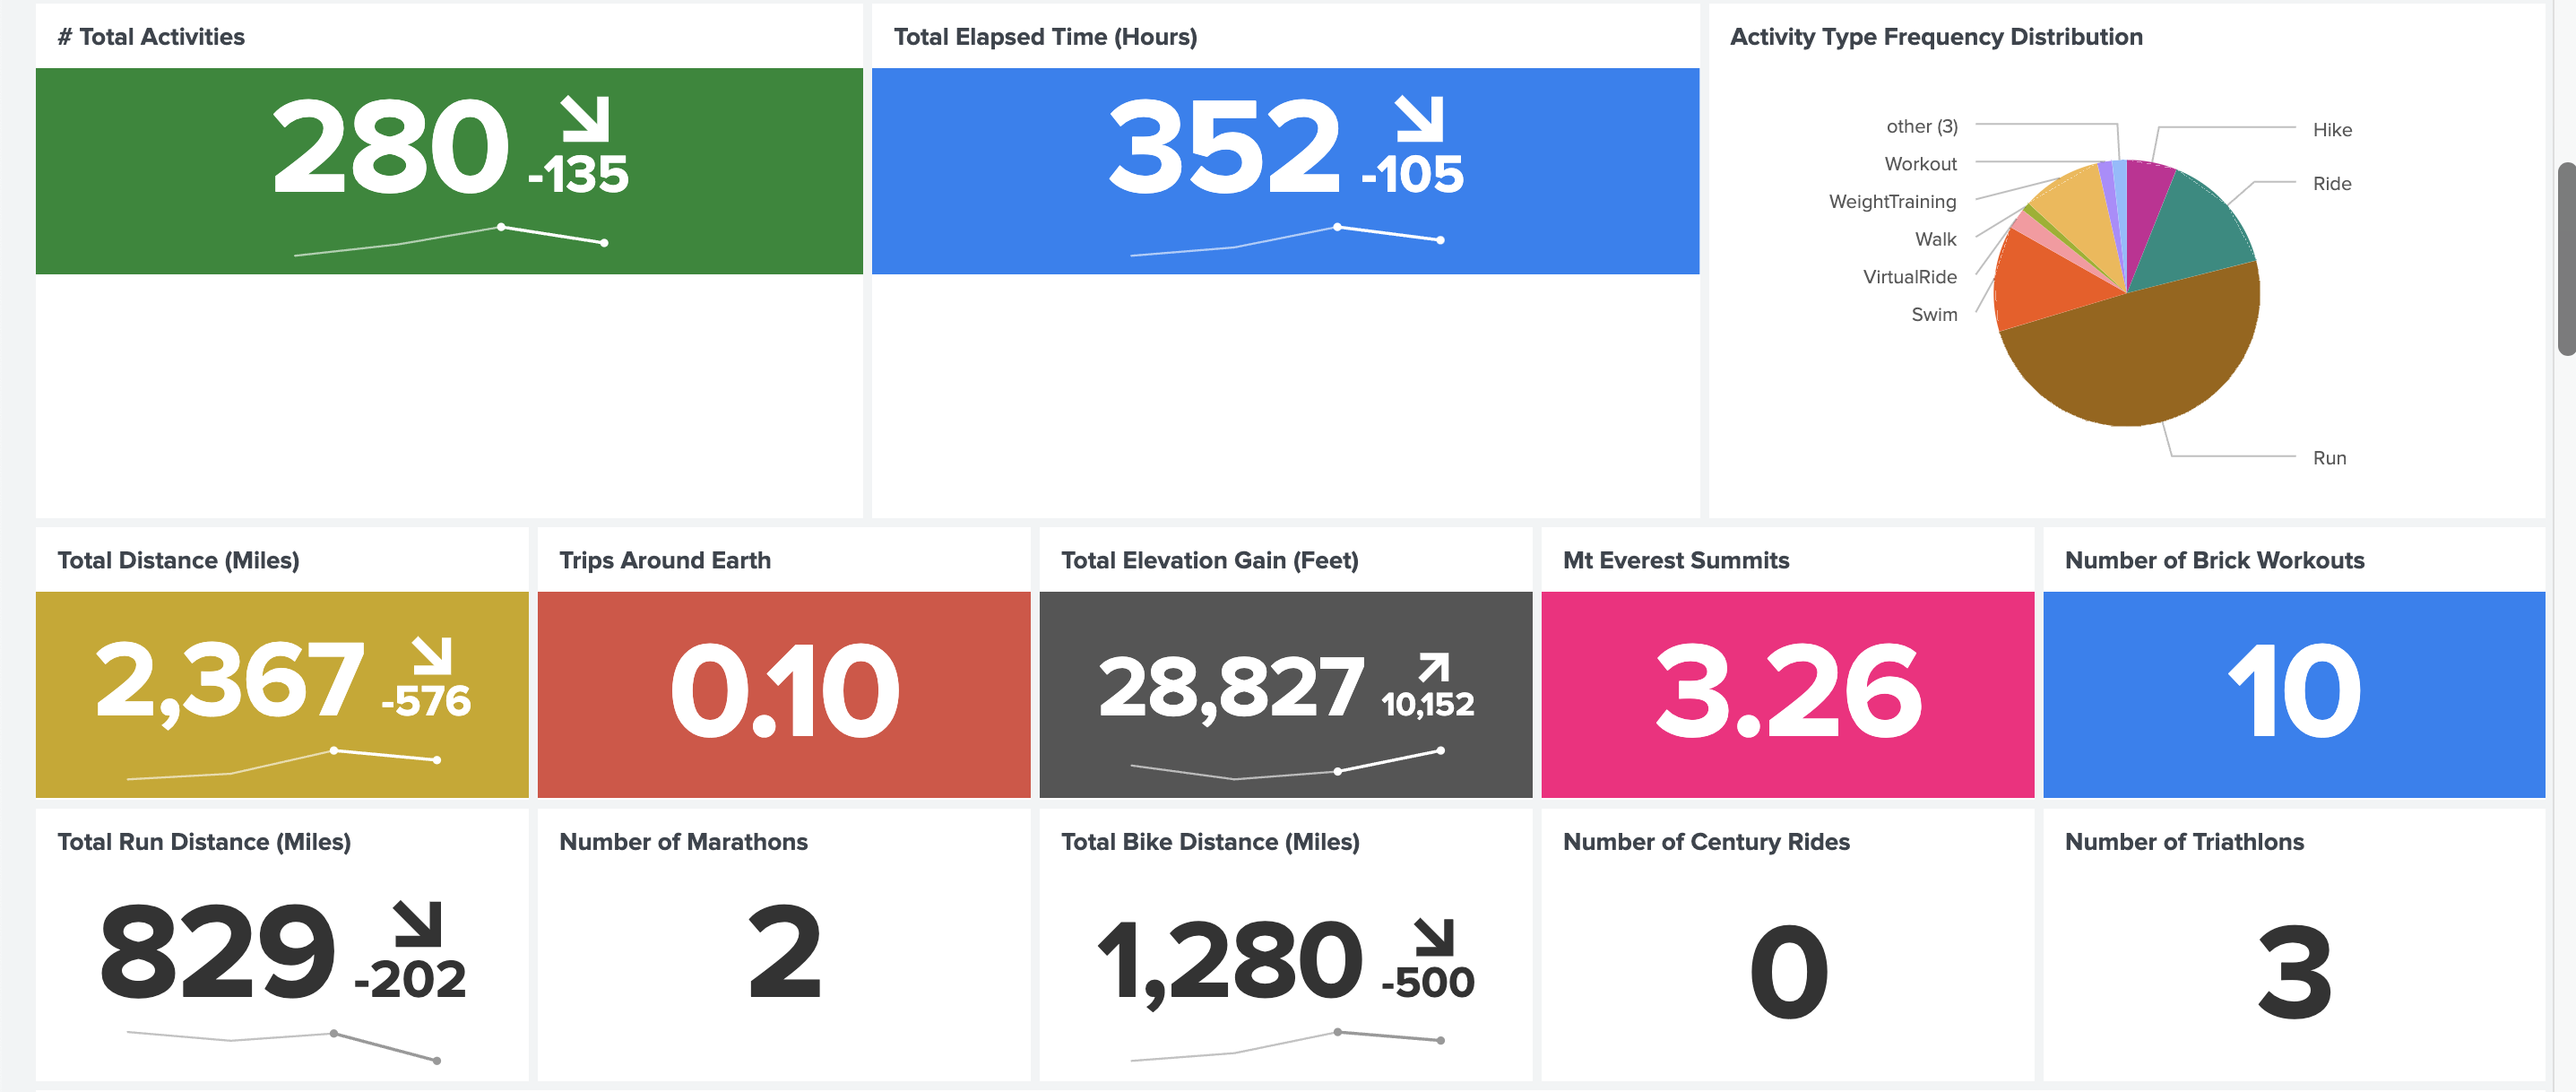 # Total Activities
280
-135
Total Elapsed Time (Hours)
352
-105
Activity Type Frequency Distribution
other (3)
Workout
WeightTraining
Walk
VirtualRide
Swim
Hike
Ride
Run
Total Distance (Miles)
2,367
-576
Trips Around Earth
0.10
Total Elevation Gain (Feet)
28,827
10,152
Mt Everest Summits
3.26
Number of Brick Workouts
10
Total Run Distance (Miles)
829
-202
Number of Marathons
2
Total Bike Distance (Miles)
1,280
-500
Number of Century Rides
0
Number of Triathlons
3